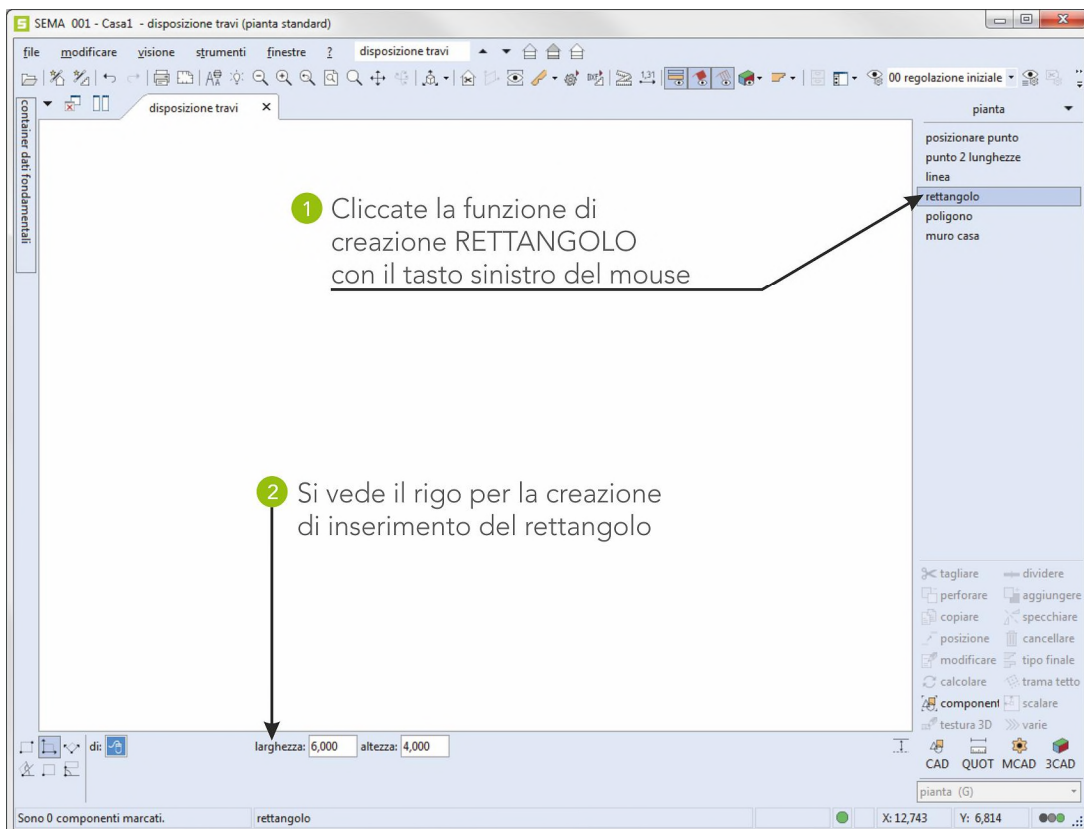 SEMA 001 - Casa1 - disposizione travi (pianta standard)
file modificare visione strumenti finestre ? disposizione travi
1,31 00 regolazione iniziale
container dati fondamentali
disposizione travi
pianta
posizionare punto
punto 2 lunghezze
linea
rettangolo
poligono
muro casa
1 Cliccate la funzione di
creazione RETTANGOLO
con il tasto sinistro del mouse
2 Si vede il rigo per la creazione
di inserimento del rettangolo
tagliare dividere
perforare aggiungere
copiare specchiare
posizione cancellare
modificare tipo finale
calcolare trama tetto
component scalare
testura 3D varie
di: larghezza: 6,000 altezza: 4,000
CAD QUOT MCAD 3CAD
pianta (G)
Sono 0 componenti marcati. rettangolo X: 12,743 Y: 6,814